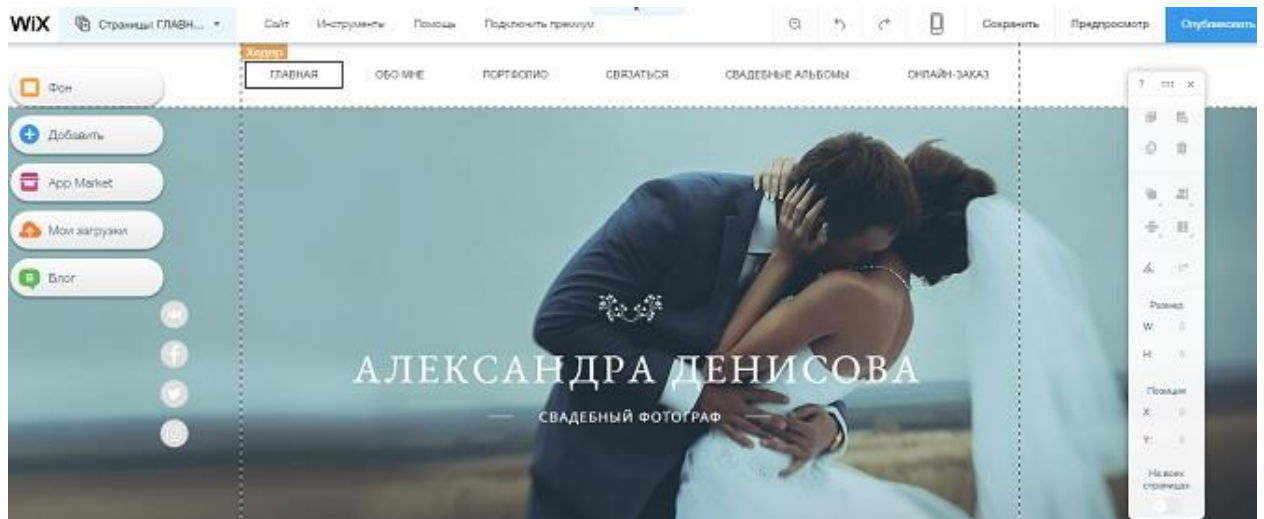 WiX Страницы: ГЛАВН... Сайт Инструменты Помощь Подключить премиум Сохранить Предпросмотр Опубликовать
Хедер
ГЛАВНАЯ ОБО МНЕ ПОРТФОЛИО СВЯЗАТЬСЯ СВАДЕБНЫЕ АЛЬБОМЫ ОНЛАЙН-ЗАКАЗ
Фон
Добавить
App Market
Мои загрузки
Блог
АЛЕКСАНДРА ДЕНИСОВА
СВАДЕБНЫЙ ФОТОГРАФ
? ×
Размер
W:
H:
Позиция
X:
Y:
На всех
страницах